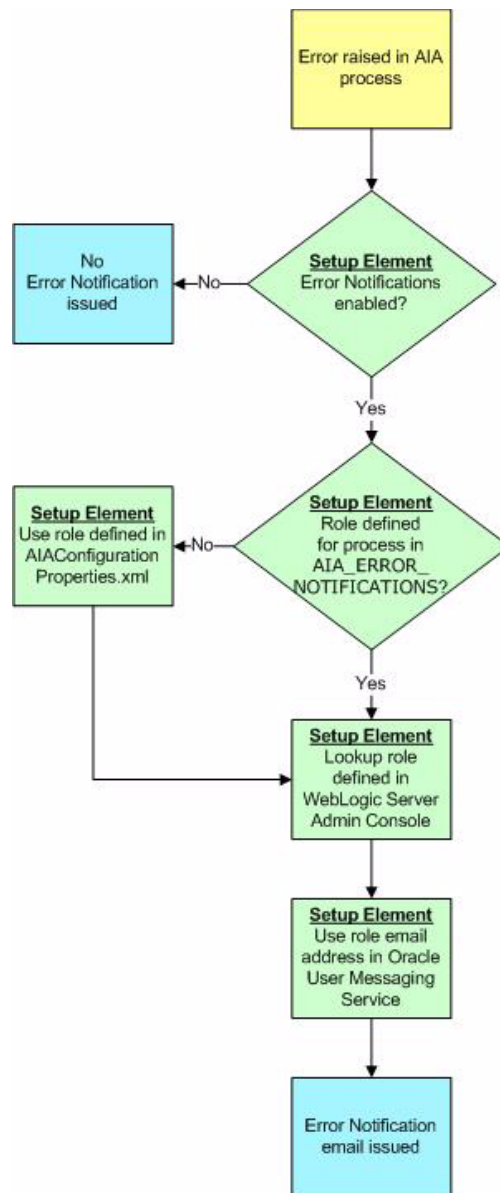 Error raised in AIA
process
Setup Element
Error Notifications
enabled?
No
No
Error Notification
issued
Yes
Setup Element
Role defined
for process in
AIA_ERROR_
NOTIFICATIONS?
No
Setup Element
Use role defined in
AIAConfiguration
Properties.xml
Yes
Setup Element
Lookup role
defined in
WebLogic Server
Admin Console
Setup Element
Use role email
address in Oracle
User Messaging
Service
Error Notification
email issued